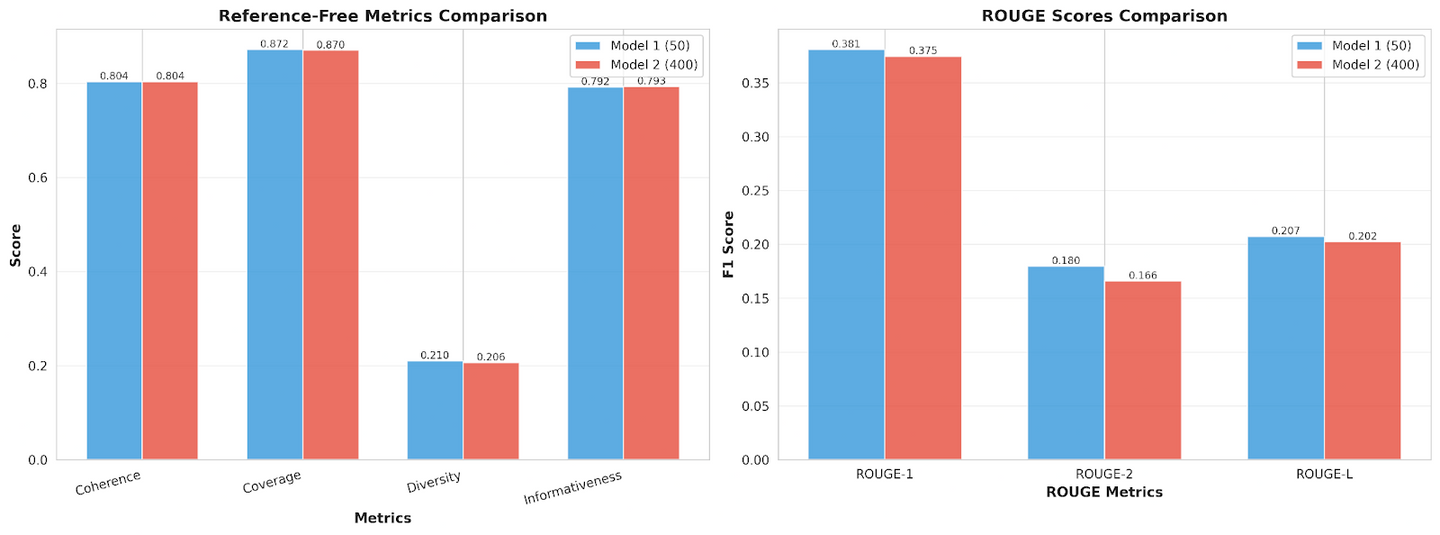 Reference-Free Metrics Comparison
Model 1 (50)
Model 2 (400)
0.804
0.804
0.872
0.870
0.210
0.206
0.792
0.793
0.8
0.6
0.4
0.2
0.0
Score
Coherence
Coverage
Diversity
Informativeness
Metrics
ROUGE Scores Comparison
Model 1 (50)
Model 2 (400)
0.381
0.375
0.180
0.166
0.207
0.202
0.35
0.30
0.25
0.20
0.15
0.10
0.05
0.00
F1 Score
ROUGE-1
ROUGE-2
ROUGE-L
ROUGE Metrics